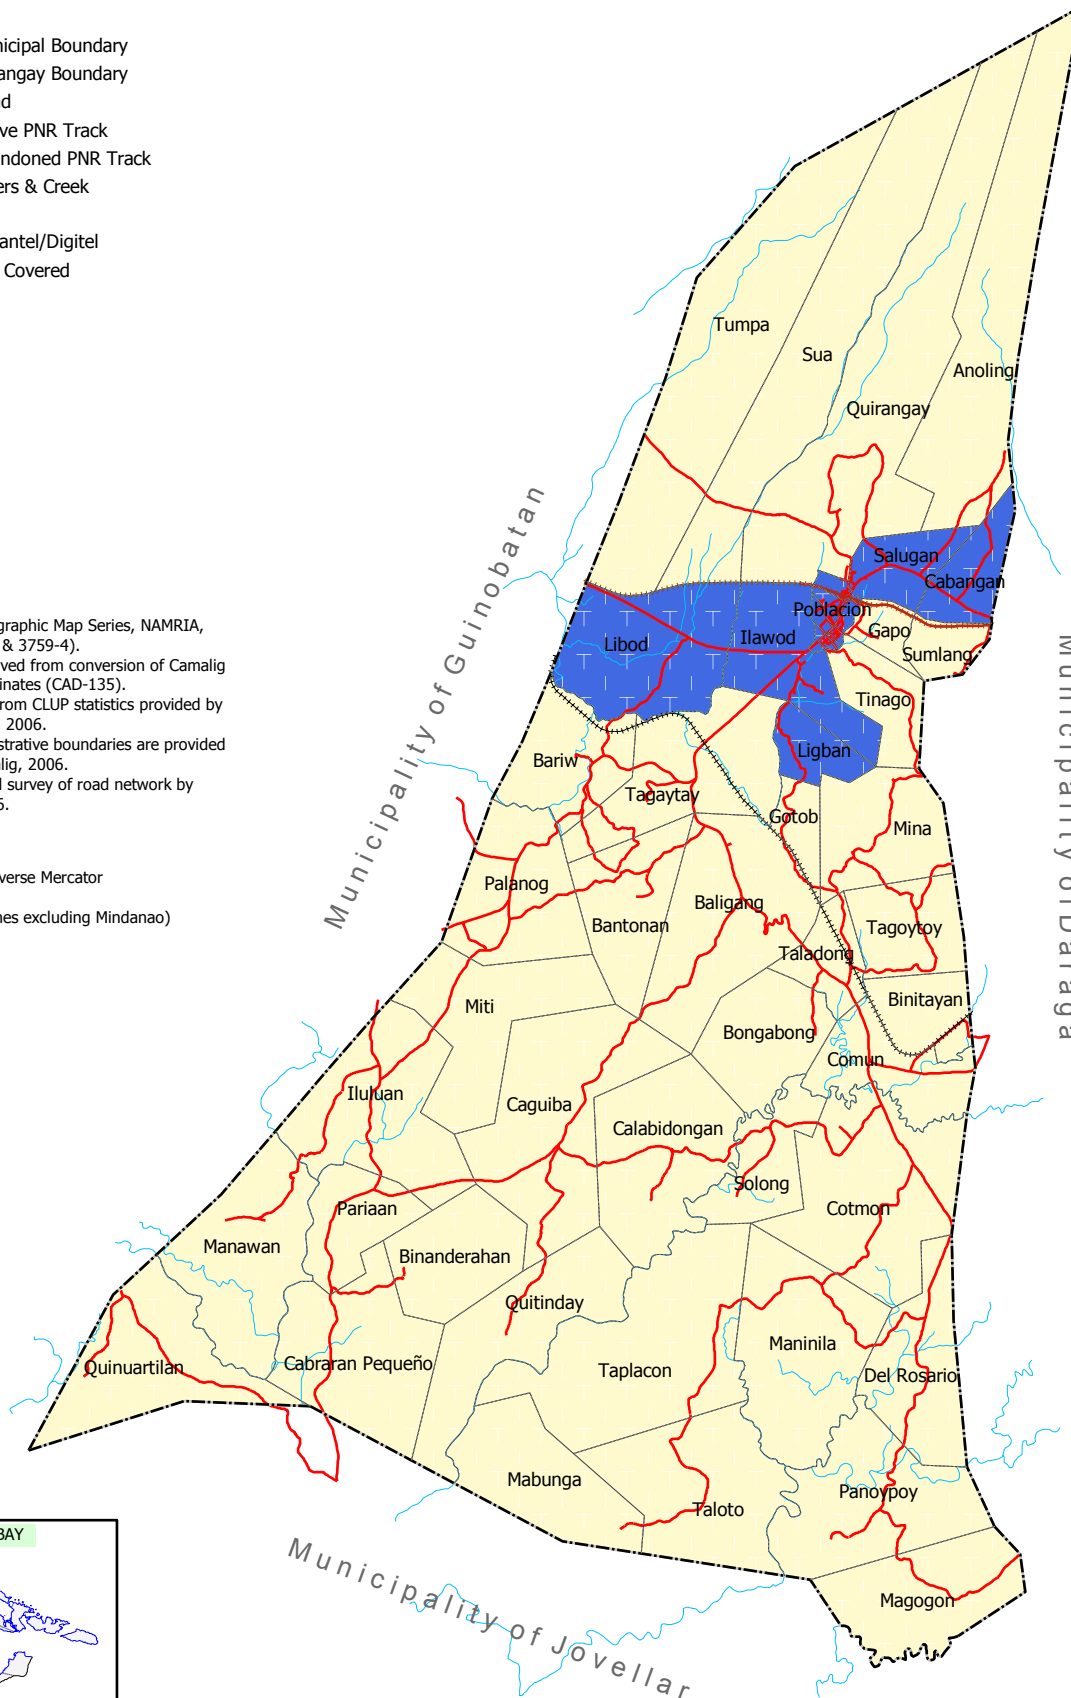 nicipal Boundary
angay Boundary
d
ve PNR Track
ndoned PNR Track
ers & Creek
antel/Digitel
Covered
Tumpa
Sua
Anoling
Quirangay
Municipality of Guinobatan
Salugan
Cabangan
Poblacion
Gapo
Libod
Ilawod
Sumlang
Tinago
Ligban
Municipality of Daraga
graphic Map Series, NAMRIA,
& 3759-4).
ved from conversion of Camalig
inates (CAD-135).
rom CLUP statistics provided by
2006.
strative boundaries are provided
alig, 2006.
l survey of road network by
6.
verse Mercator
nes excluding Mindanao)
Bariw
Tagaytay
Gotob
Mina
Palanog
Baligang
Bantonan
Tagoytoy
Taladong
Miti
Binitayan
Bongabong
Comun
Iluluan
Caguiba
Calabidongan
Solong
Pariaan
Cotmon
Manawan
Binanderahan
Quitinday
Maninila
Quinuartilan
Cabraran Pequeño
Taplacon
Del Rosario
Mabunga
Panoypoy
Taloto
Magogon
BAY
Municipality of Jovellar